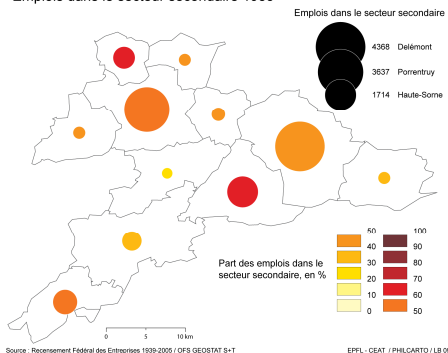 Emplois dans le secteur secondaire
Emplois dans le secteur secondaire
4368 Delémont
3637 Porrentruy
1714 Haute-Sorne
Part des emplois dans le
secteur secondaire, en %
50 100
40 90
30 80
20 70
10 60
0 50
0 5 10 km
Source : Recensement Fédéral des Entreprises 1939-2005 / OFS GEOSTAT S+T
EPFL - CEAT / PHILCARTO / LB